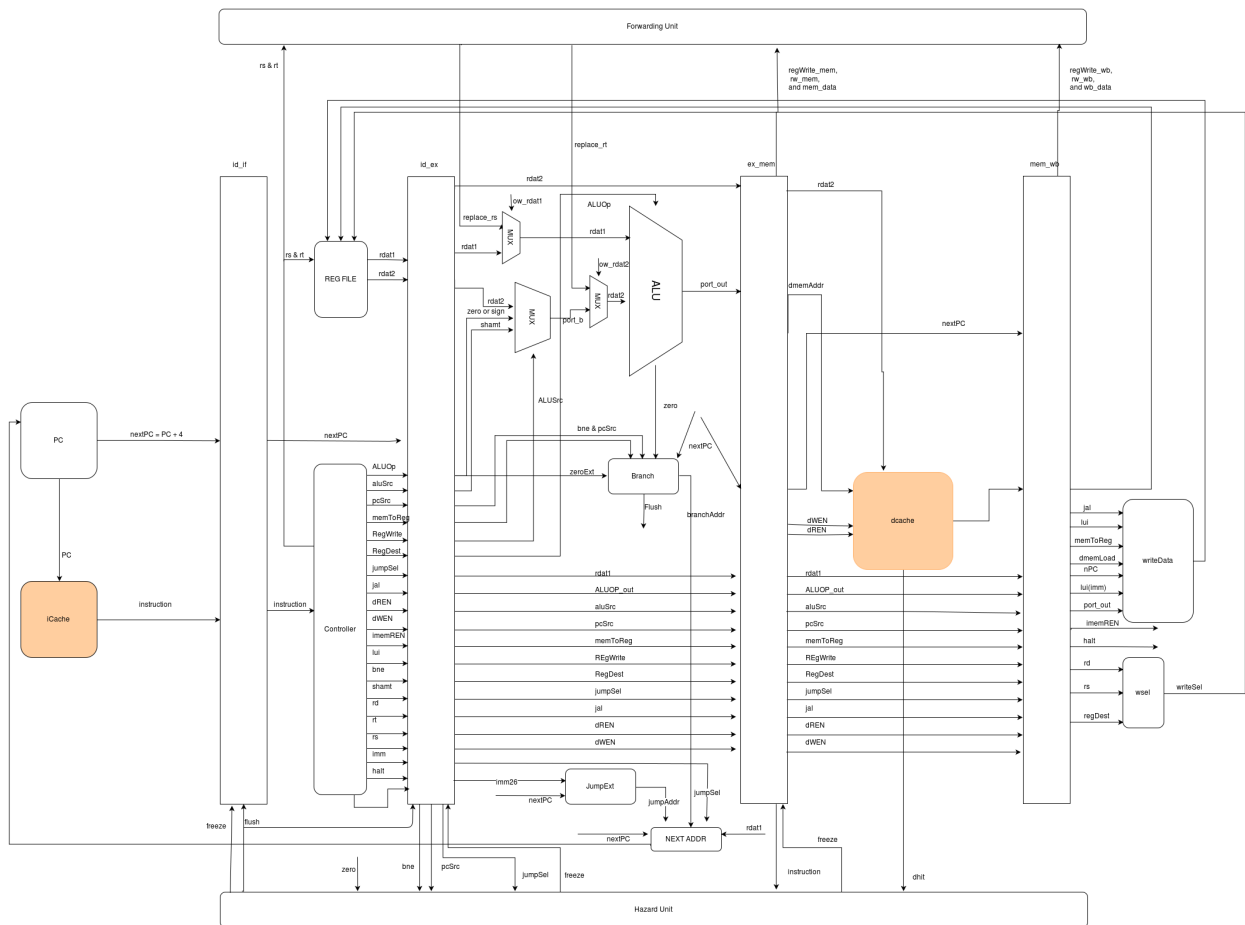 Forwarding Unit
rs & rt
regWrite_mem,
rw_mem,
and mem_data
regWrite_wb,
rw_wb,
and wb_data
replace_rt
id_if
id_ex
ex_mem
mem_wb
rdat2
rdat2
ow_rdat1
ALUOp
replace_rs
MUX
rdat1
rdat1
rs & rt
REG FILE
rdat1
rdat2
ow_rdat2
MUX
rdat2
ALU
port_out
dmemAddr
rdat2
zero or sign
shamt
MUX
port_b
nextPC
ALUSrc
zero
PC
nextPC = PC + 4
nextPC
bne & pcSrc
nextPC
ALUOp
aluSrc
pcSrc
memToReg
RegWrite
RegDest
jumpSel
jal
dREN
dWEN
imemREN
lui
bne
shamt
rd
rt
rs
imm
halt
zeroExt
Branch
Flush
branchAddr
dcache
dWEN
dREN
jal
lui
memToReg
dmemLoad
nPC
lui(imm)
port_out
writeData
imemREN
halt
rd
rs
regDest
wsel
writeSel
PC
iCache
instruction
instruction
Controller
rdat1
ALUOP_out
aluSrc
pcSrc
memToReg
REgWrite
RegDest
jumpSel
jal
dREN
dWEN
rdat1
ALUOP_out
aluSrc
pcSrc
memToReg
RegWrite
RegDest
jumpSel
jal
dREN
dWEN
imm26
nextPC
JumpExt
jumpAddr
jumpSel
nextPC
NEXT ADDR
rdat1
freeze
flush
zero
bne
pcSrc
jumpSel
freeze
instruction
freeze
dhit
Hazard Unit